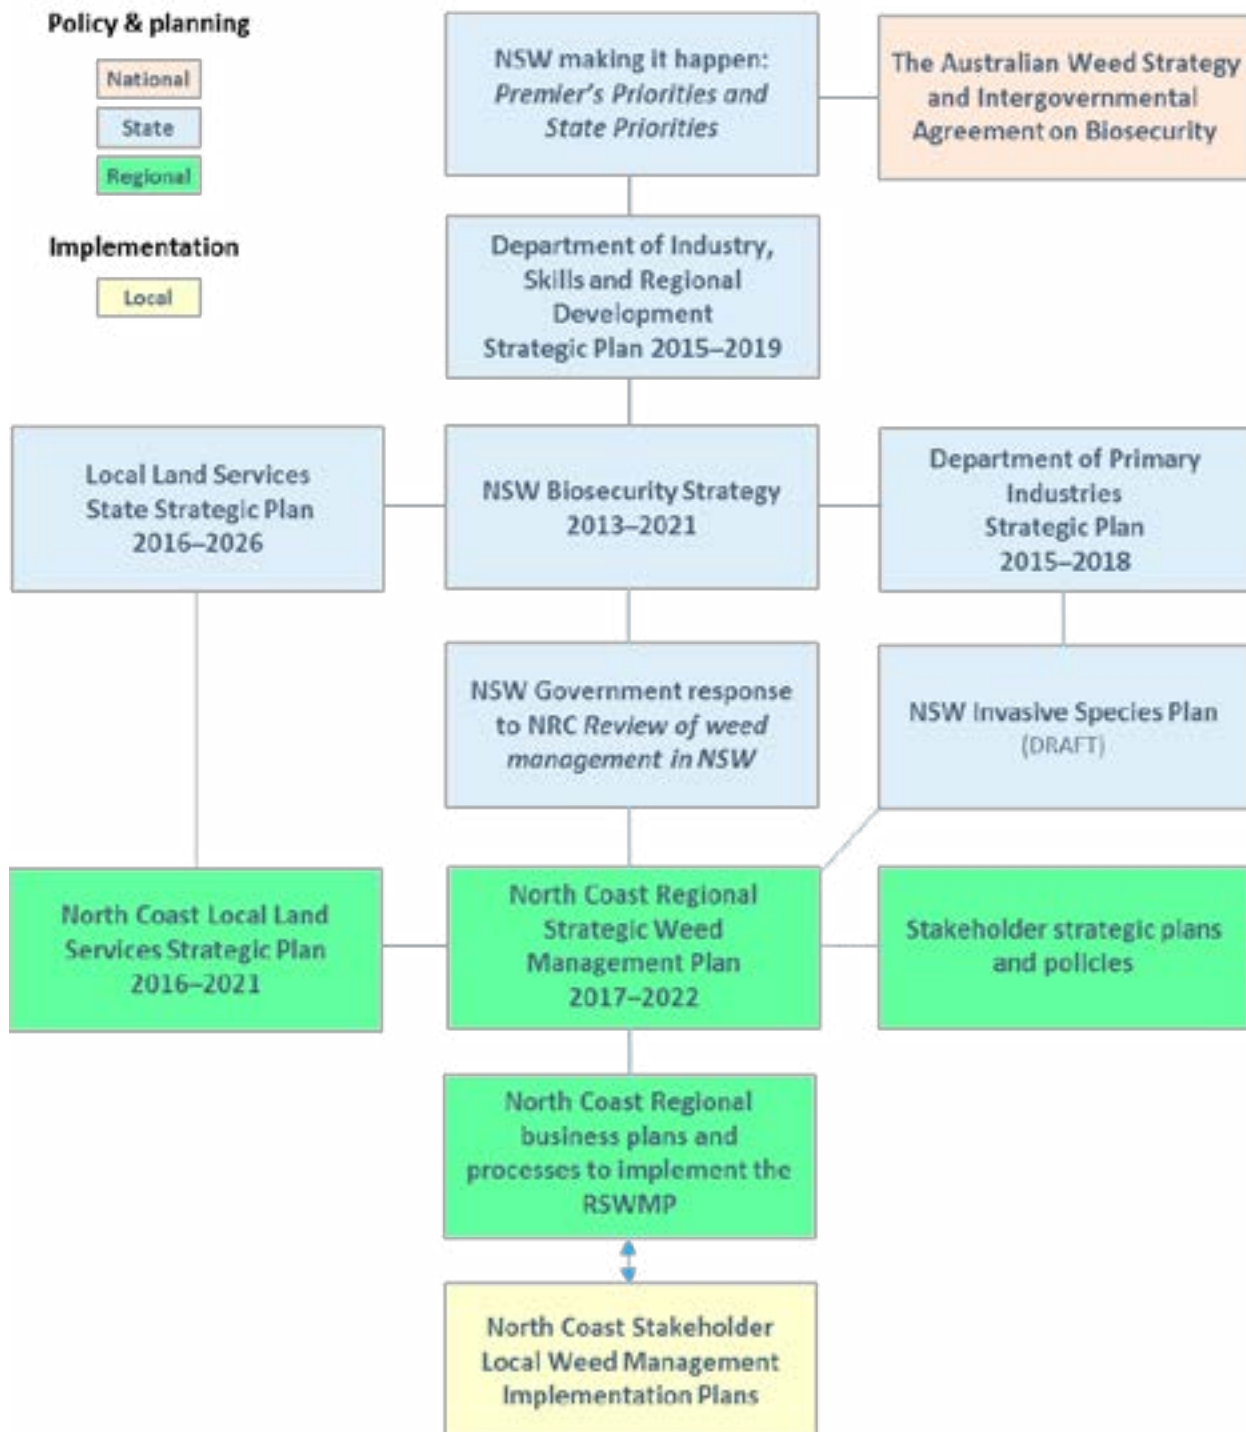 Policy & planning
National
State
Regional
Implementation
Local
NSW making it happen:
Premier's Priorities and
State Priorities
The Australian Weed Strategy
and Intergovernmental
Agreement on Biosecurity
Department of Industry,
Skills and Regional
Development
Strategic Plan 2015–2019
Local Land Services
State Strategic Plan
2016–2026
NSW Biosecurity Strategy
2013–2021
Department of Primary
Industries
Strategic Plan
2015–2018
NSW Government response
to NRC Review of weed
management in NSW
NSW Invasive Species Plan
(DRAFT)
North Coast Local Land
Services Strategic Plan
2016–2021
North Coast Regional
Strategic Weed
Management Plan
2017–2022
Stakeholder strategic plans
and policies
North Coast Regional
business plans and
processes to implement the
RSWMP
North Coast Stakeholder
Local Weed Management
Implementation Plans